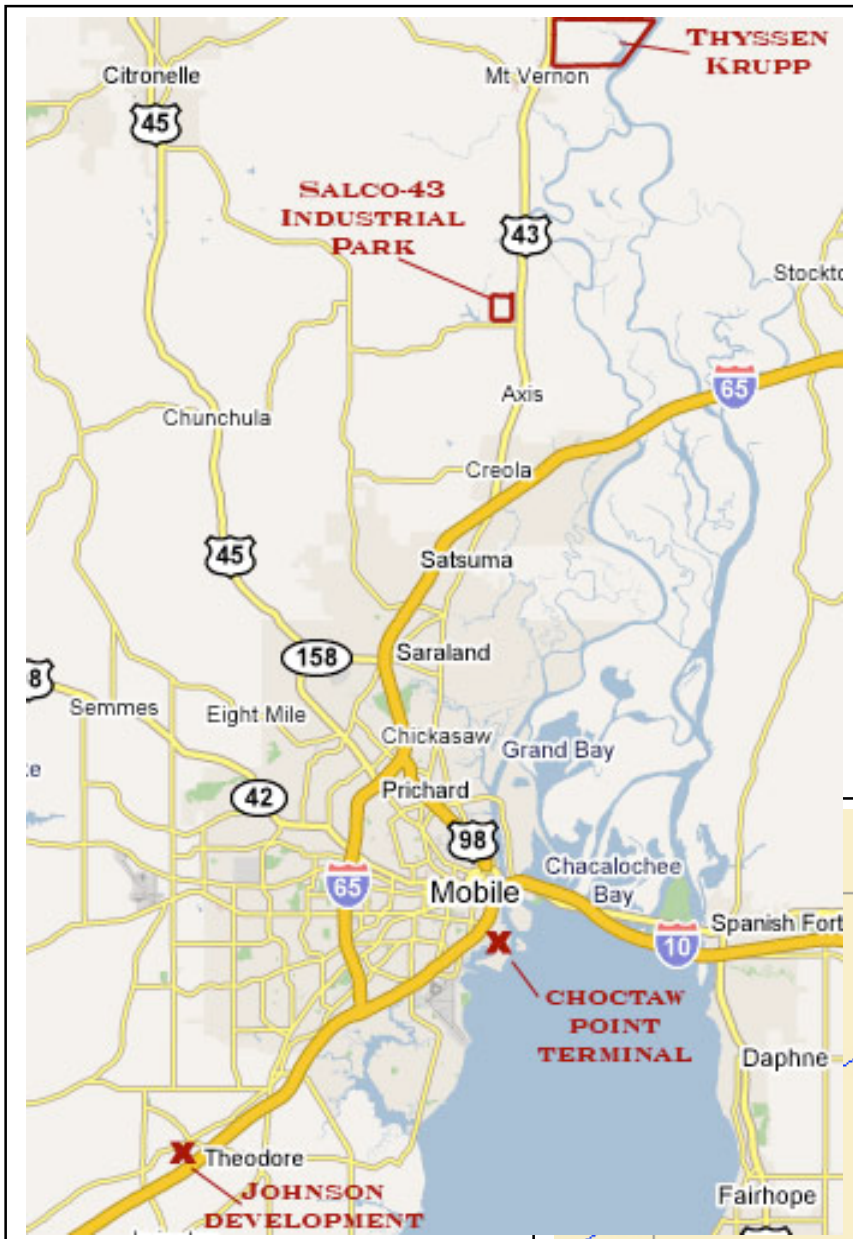 THYSSEN
KRUPP
Citronelle
Mt Vernon
45
SALCO-43
INDUSTRIAL
PARK
43
Stockto
65
Axis
Chunchula
Creola
45
Satsuma
158
Saraland
8
Semmes
Eight Mile
Chickasaw
Grand Bay
ke
42
Prichard
98
Chacalochee
Bay
65
Mobile
Spanish Fort
10
CHOCTAW
POINT
TERMINAL
Daphne
Theodore
JOHNSON
DEVELOPMENT
Fairhope